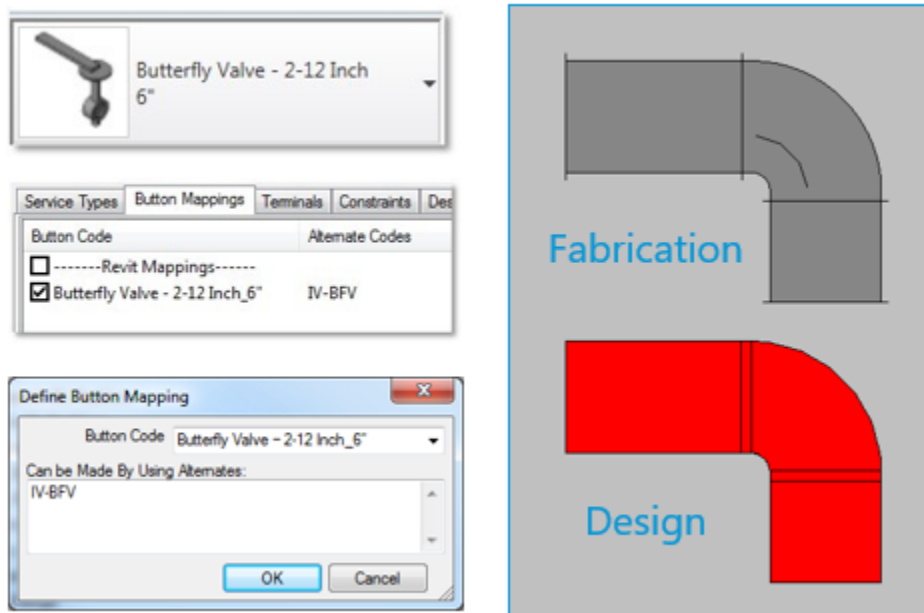 Butterfly Valve - 2-12 Inch
6"
Service Types Button Mappings Terminals Constraints Des
Button Code Alternate Codes
-------Revit Mappings------
Butterfly Valve - 2-12 Inch_6" IV-BFV
Define Button Mapping
Button Code Butterfly Valve - 2-12 Inch_6"
Can be Made By Using Alternates:
IV-BFV
OK Cancel
Fabrication
Design